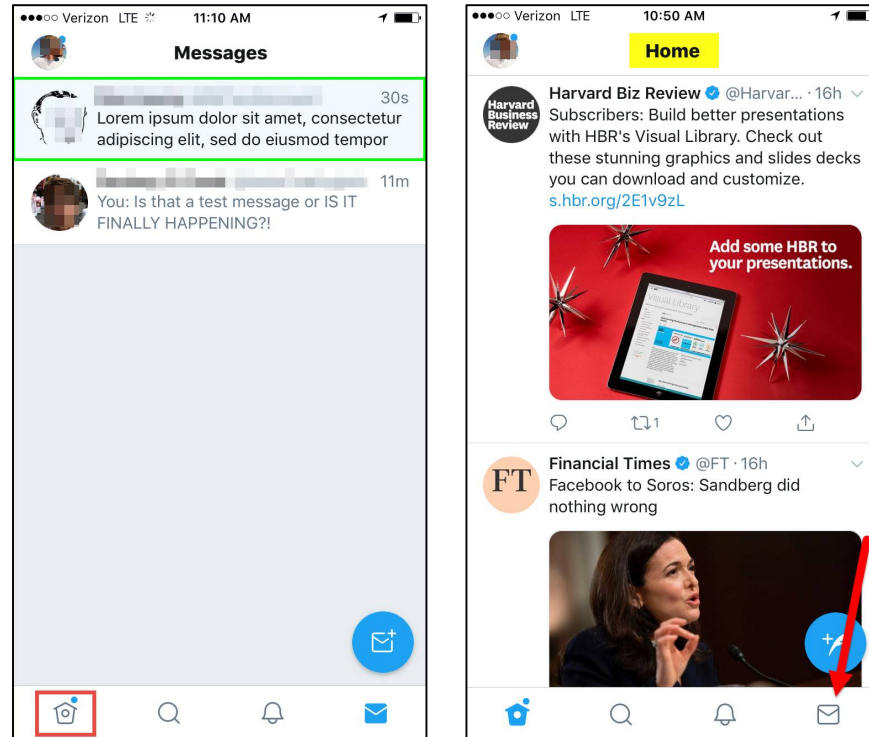 Verizon LTE 11:10 AM
Messages
30s
Lorem ipsum dolor sit amet, consectetur
adipiscing elit, sed do eiusmod tempor
11m
You: Is that a test message or IS IT
FINALLY HAPPENING?!
Verizon LTE 10:50 AM
Home
Harvard
Business
Review
Harvard Biz Review @Harvar... · 16h
Subscribers: Build better presentations
with HBR's Visual Library. Check out
these stunning graphics and slides decks
you can download and customize.
s.hbr.org/2E1v9zL
Add some HBR to
your presentations.
Visual Library
1
FT
Financial Times @FT · 16h
Facebook to Soros: Sandberg did
nothing wrong